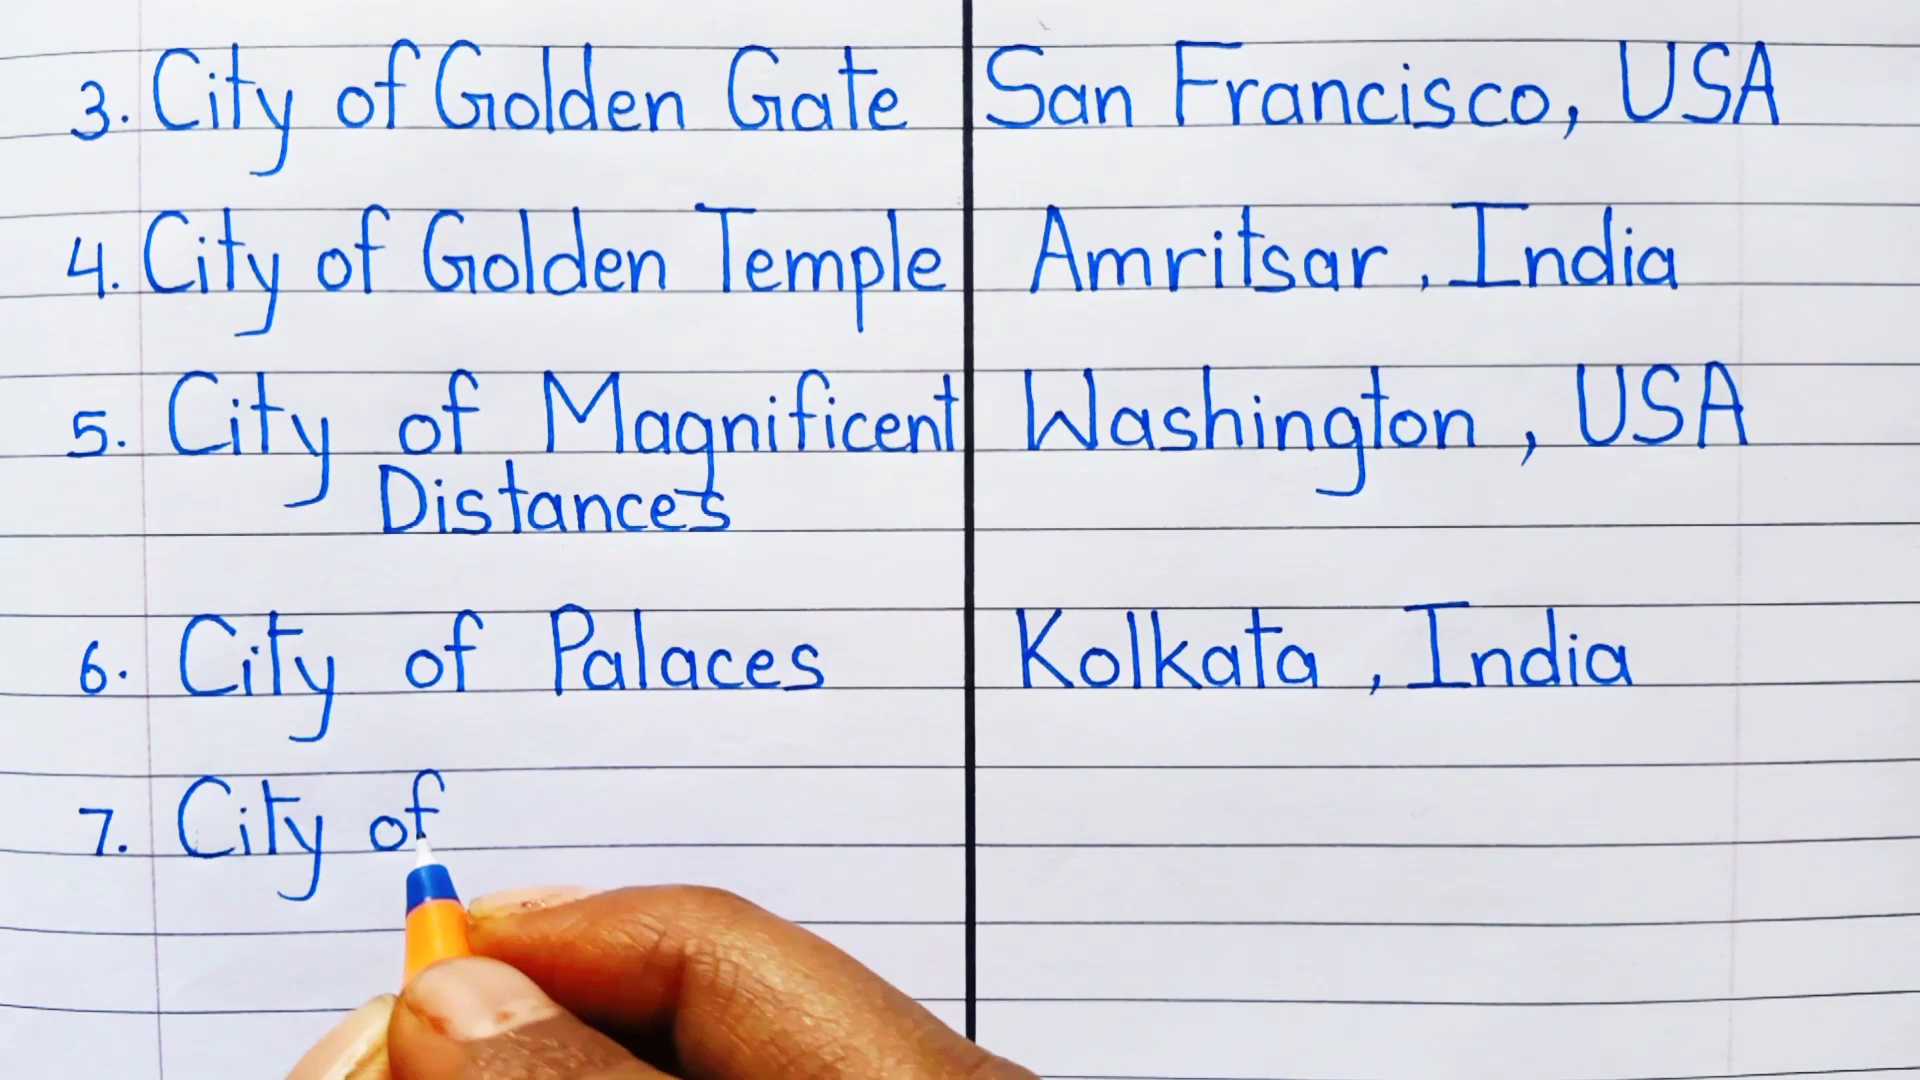 3. City of Golden Gate San Francisco, USA
4. City of Golden Temple Amritsar, India
5. City of Magnificent Washington, USA
Distances
6. City of Palaces Kolkata, India
7. City of